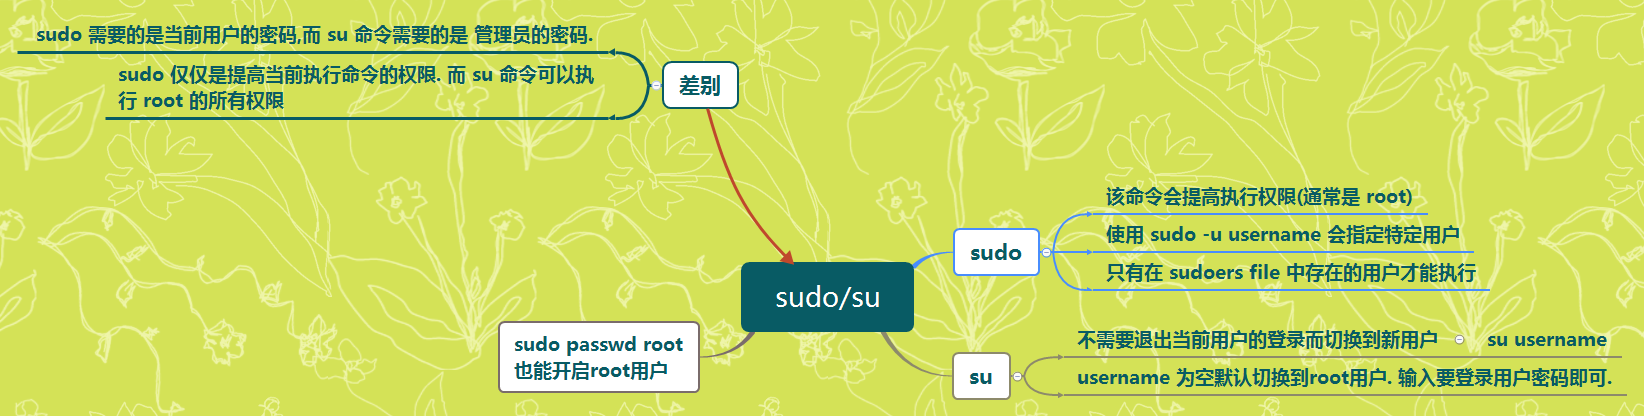 sudo 需要的是当前用户的密码,而 su 命令需要的是 管理员的密码.
sudo 仅仅是提高当前执行命令的权限. 而 su 命令可以执
行 root 的所有权限
差别
sudo/su
sudo
该命令会提高执行权限(通常是 root)
使用 sudo -u username 会指定特定用户
只有在 sudoers file 中存在的用户才能执行
sudo passwd root
也能开启root用户
su
不需要退出当前用户的登录而切换到新用户
su username
username 为空默认切换到root用户. 输入要登录用户密码即可.